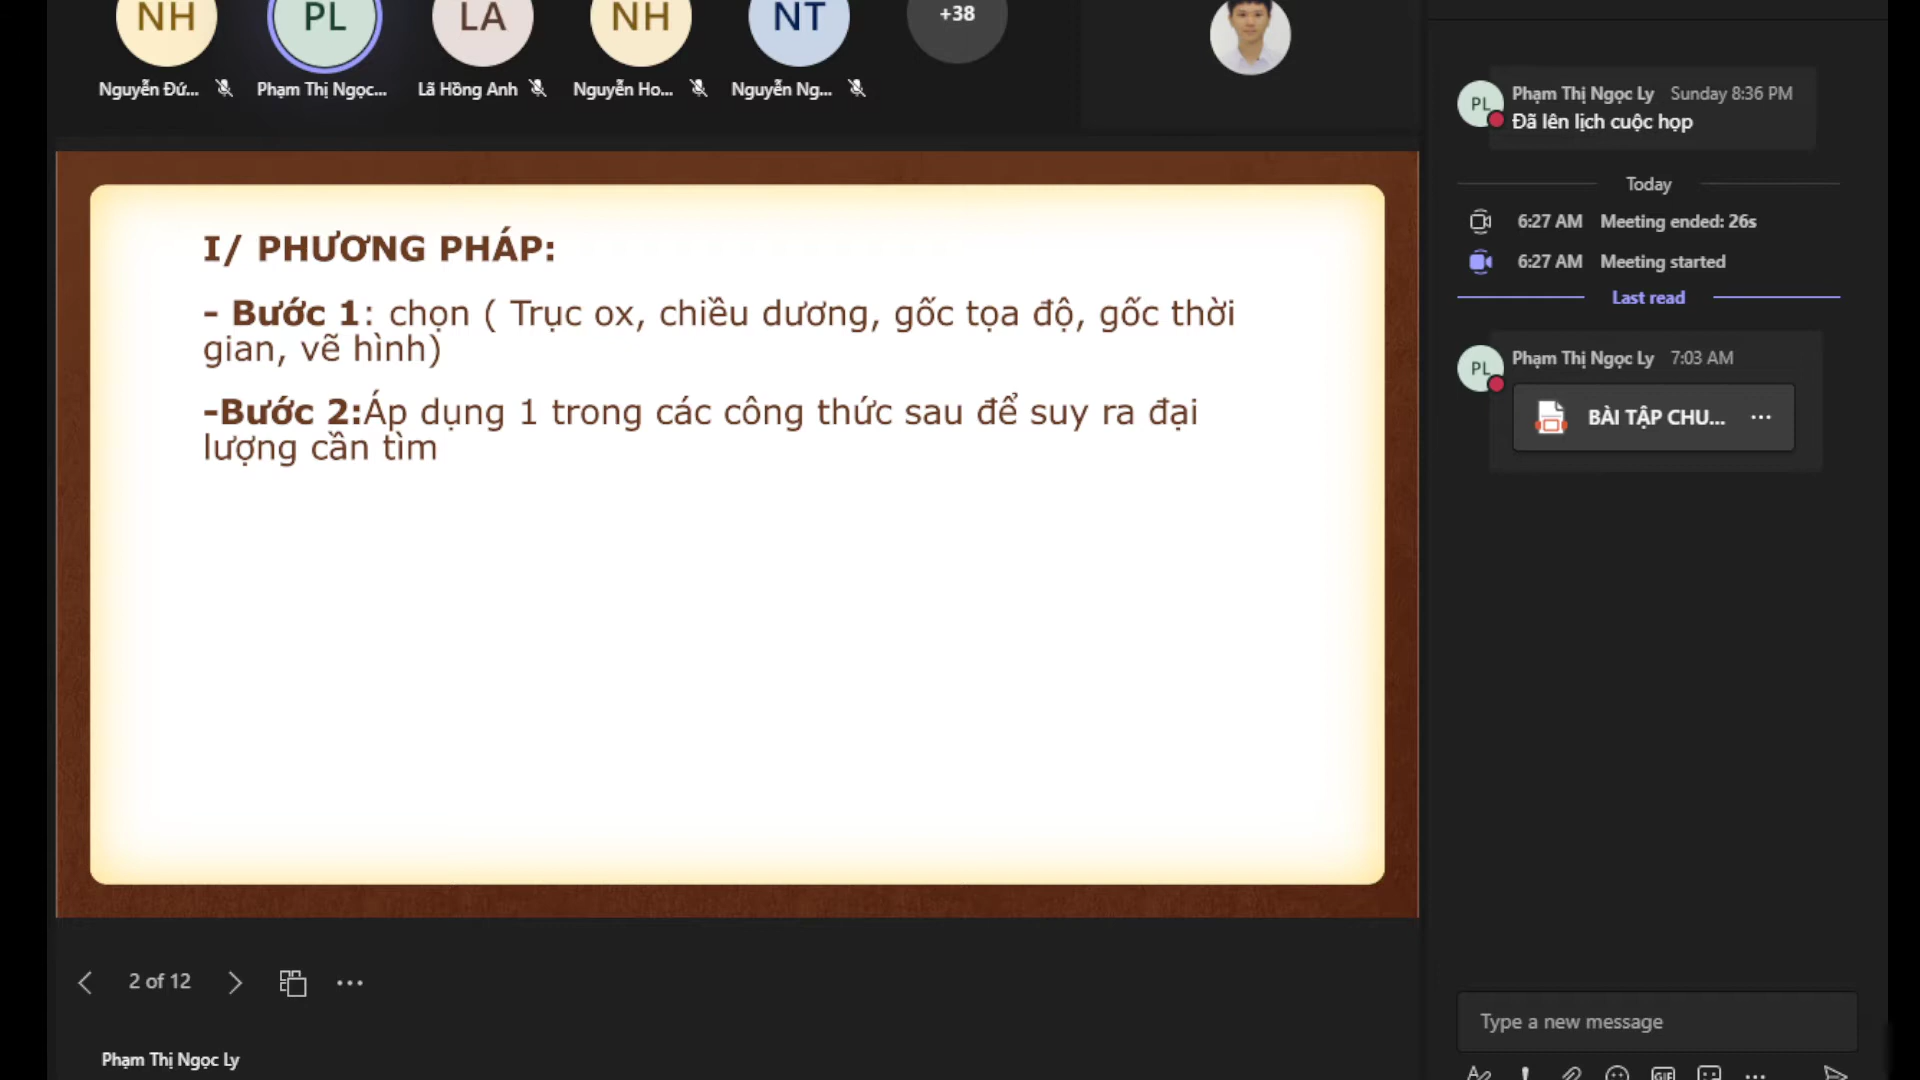 NH
PL
LA
NH
NT
+38
Nguyễn Đứ...
Phạm Thị Ngọc...
Lã Hồng Anh
Nguyễn Ho...
Nguyễn Ng...
I/ PHƯƠNG PHÁP:
- Bước 1: chọn ( Trục ox, chiều dương, gốc tọa độ, gốc thời
gian, vẽ hình)
-Bước 2:Áp dụng 1 trong các công thức sau để suy ra đại
lượng cần tìm
2 of 12
Phạm Thị Ngọc Ly
PL
Phạm Thị Ngọc Ly Sunday 8:36 PM
Đã lên lịch cuộc họp
Today
6:27 AM Meeting ended: 26s
6:27 AM Meeting started
Last read
PL
Phạm Thị Ngọc Ly 7:03 AM
BÀI TẬP CHU...
Type a new message
GIF